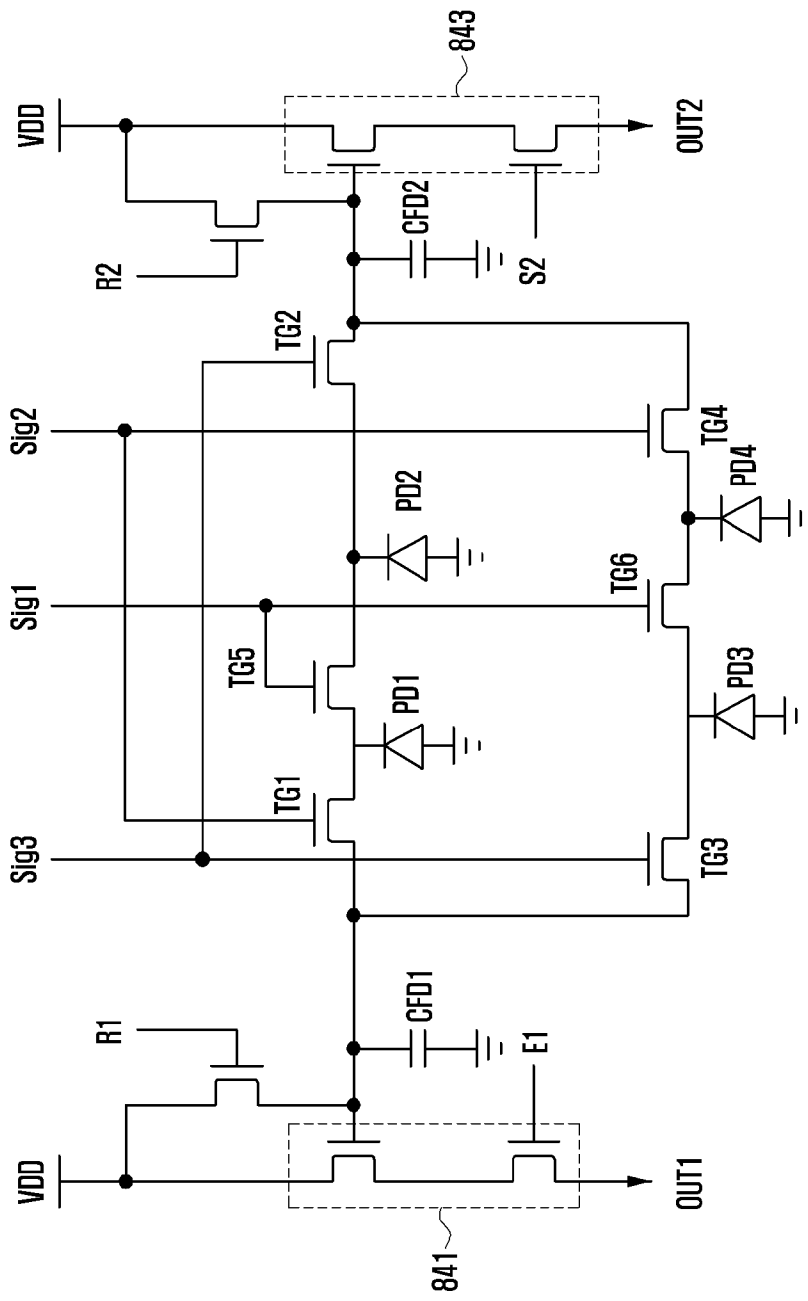 VDD
R1
841
OUT1
E1
CFD1
Sig3
Sig1
Sig2
TG1
TG5
TG2
PD1
PD2
TG3
PD3
TG6
PD4
TG4
R2
VDD
CFD2
S2
843
OUT2